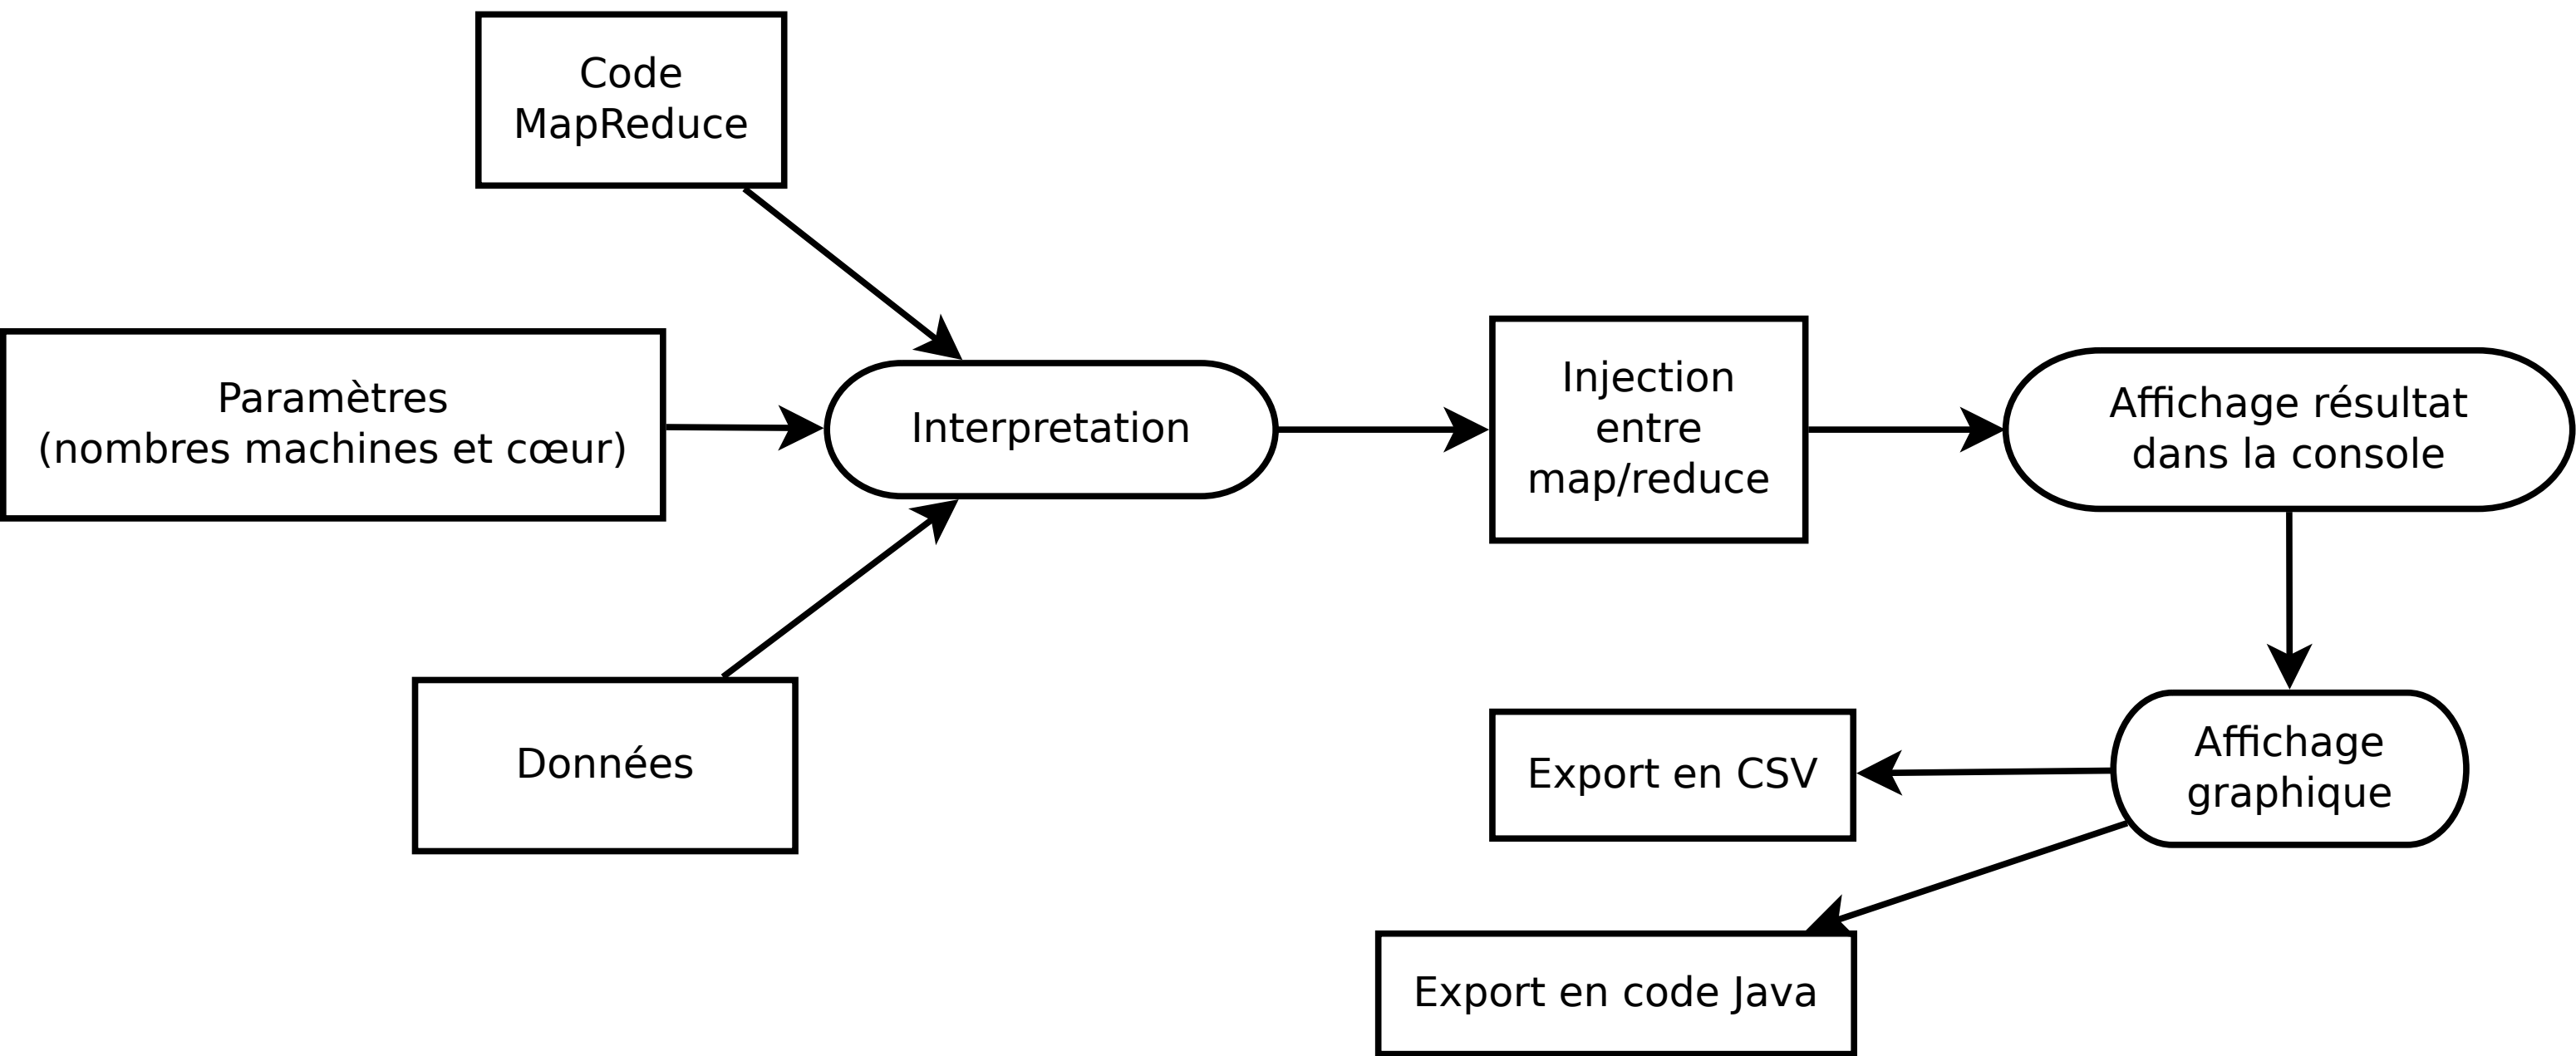 Code
MapReduce
Paramètres
(nombres machines et cœur)
Interpretation
Données
Injection
entre
map/reduce
Affichage résultat
dans la console
Affichage
graphique
Export en CSV
Export en code Java